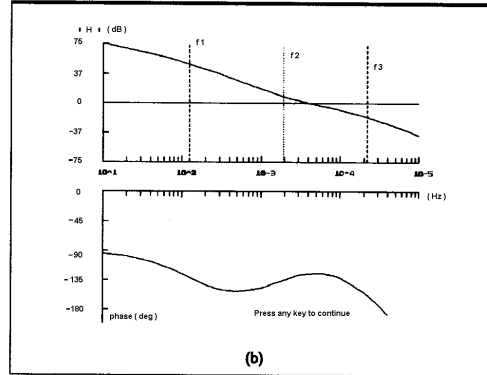 I H I (dB)
f1
f2
f3
75
37
0
-37
-75
10^1
10^2
10^3
10^4
10^5
(Hz)
0
-45
-90
-135
-180
phase (deg)
Press any key to continue
(b)